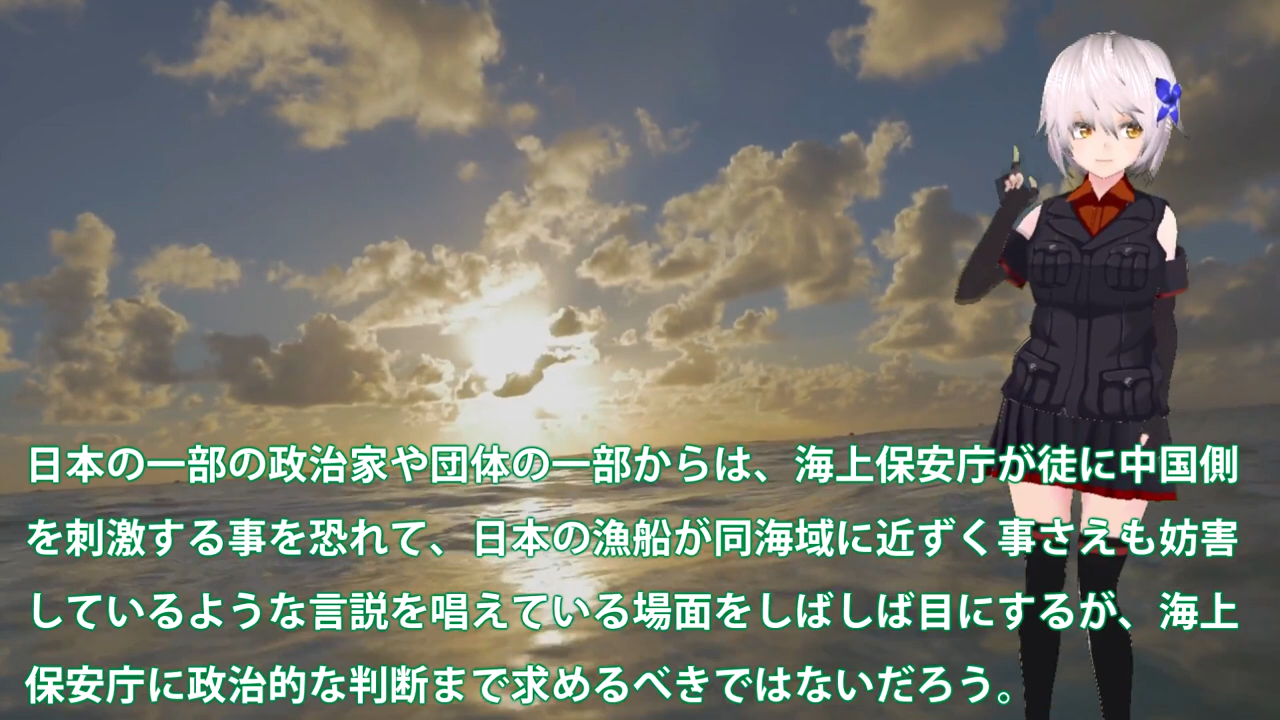 日本の一部の政治家や団体の一部からは、海上保安庁が徒に中国側
を刺激する事を恐れて、日本の漁船が同海域に近ずく事さえも妨害
しているような言説を唱えている場面をしばしば目にするが、海上
保安庁に政治的な判断まで求めるべきではないだろう。